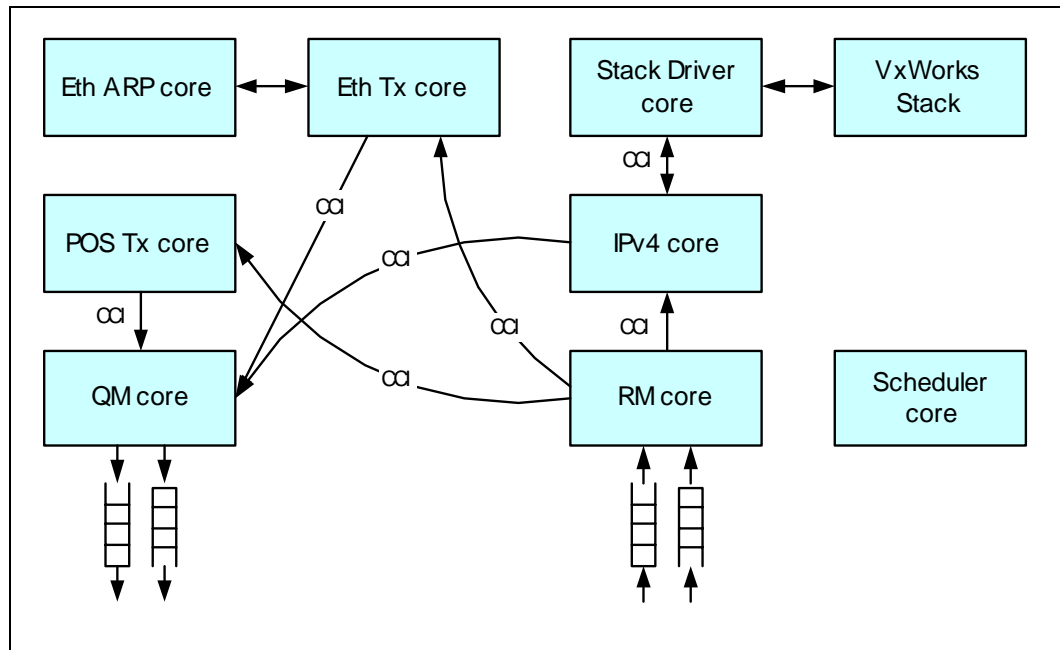 Eth ARP core
Eth Tx core
Stack Driver
core
VxWorks
Stack
cci
cci
POS Tx core
IPv4 core
cci
cci
cci
cci
cci
QM core
RM core
Scheduler
core